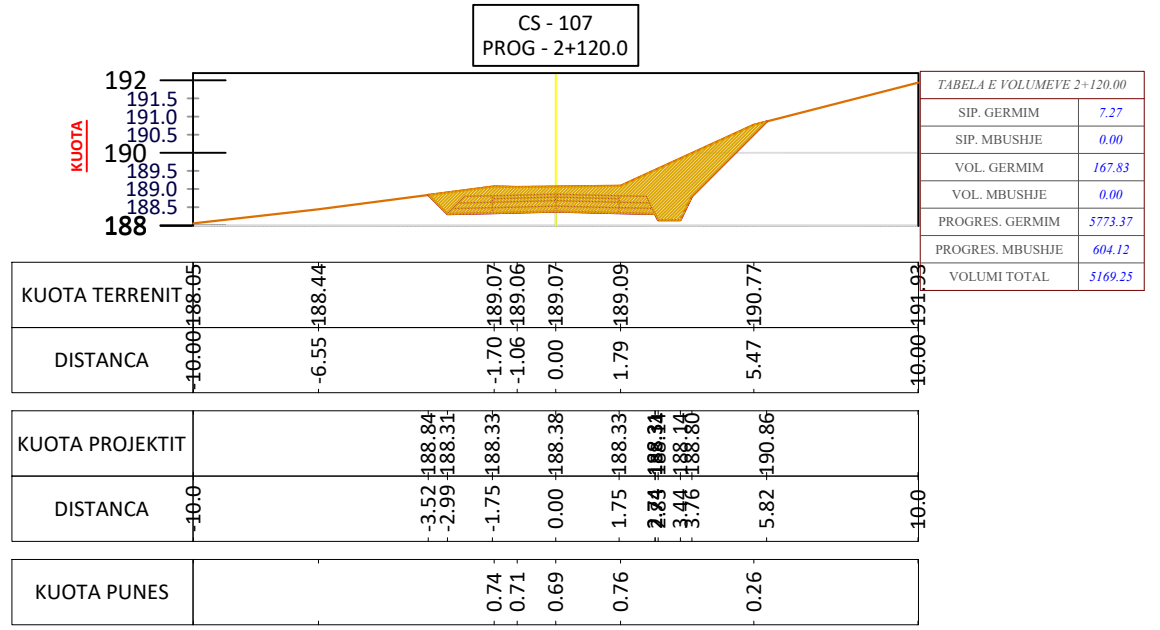 CS - 107
PROG - 2+120.0
KUOTA
192
191.5
191.0
190.5
190
189.5
189.0
188.5
188
TABELA E VOLUMEVE 2+120.00
SIP. GERMIM 7.27
SIP. MBUSHJE 0.00
VOL. GERMIM 167.83
VOL. MBUSHJE 0.00
PROGRES. GERMIM 5773.37
PROGRES. MBUSHJE 604.12
VOLUMI TOTAL 5169.25
KUOTA TERRENIT 188.05 188.44 189.07 189.06 189.07 189.09 190.77 191.93
DISTANCA -10.00 -6.55 -1.70 -1.06 0.00 1.79 5.47 10.00
KUOTA PROJEKTIT 188.84 188.31 188.33 188.38 188.33 188.14 188.80 190.86
DISTANCA -10.0 -3.52 -2.99 -1.75 0.00 1.75 3.44 3.76 5.82 10.0
KUOTA PUNES 0.74 0.71 0.69 0.76 0.26